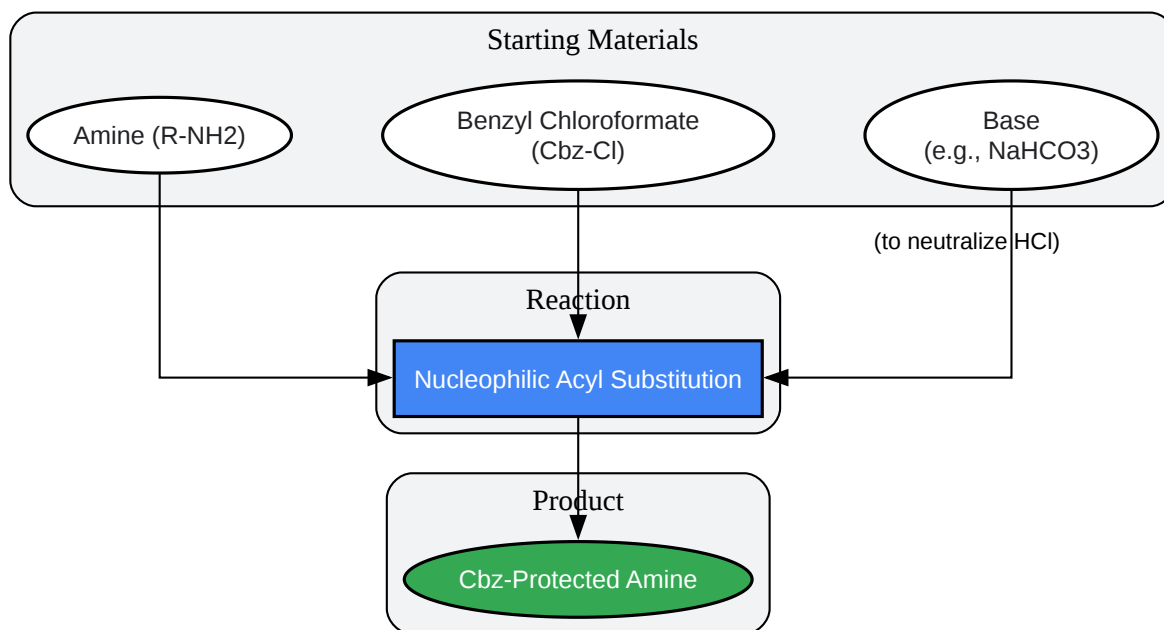 Starting Materials
Amine (R-NH2)
Benzyl Chloroformate
(Cbz-Cl)
Base
(e.g., NaHCO3)
(to neutralize HCl)
Reaction
Nucleophilic Acyl Substitution
Product
Cbz-Protected Amine